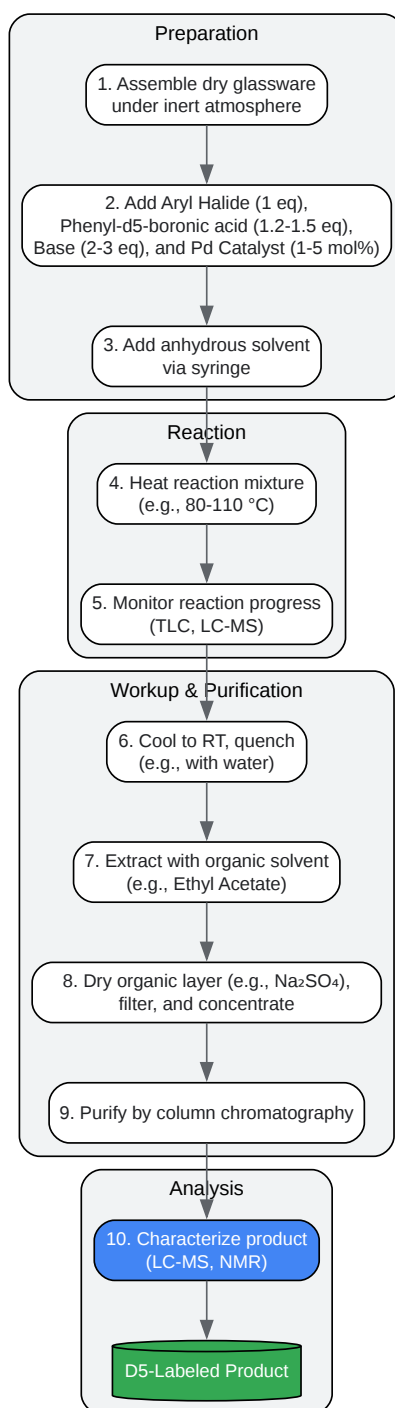 Preparation
1. Assemble dry glassware
under inert atmosphere
2. Add Aryl Halide (1 eq),
Phenyl-d5-boronic acid (1.2-1.5 eq),
Base (2-3 eq), and Pd Catalyst (1-5 mol%)
3. Add anhydrous solvent
via syringe
Reaction
4. Heat reaction mixture
(e.g., 80-110 °C)
5. Monitor reaction progress
(TLC, LC-MS)
Workup & Purification
6. Cool to RT, quench
(e.g., with water)
7. Extract with organic solvent
(e.g., Ethyl Acetate)
8. Dry organic layer (e.g., Na₂SO₄),
filter, and concentrate
9. Purify by column chromatography
Analysis
10. Characterize product
(LC-MS, NMR)
D5-Labeled Product